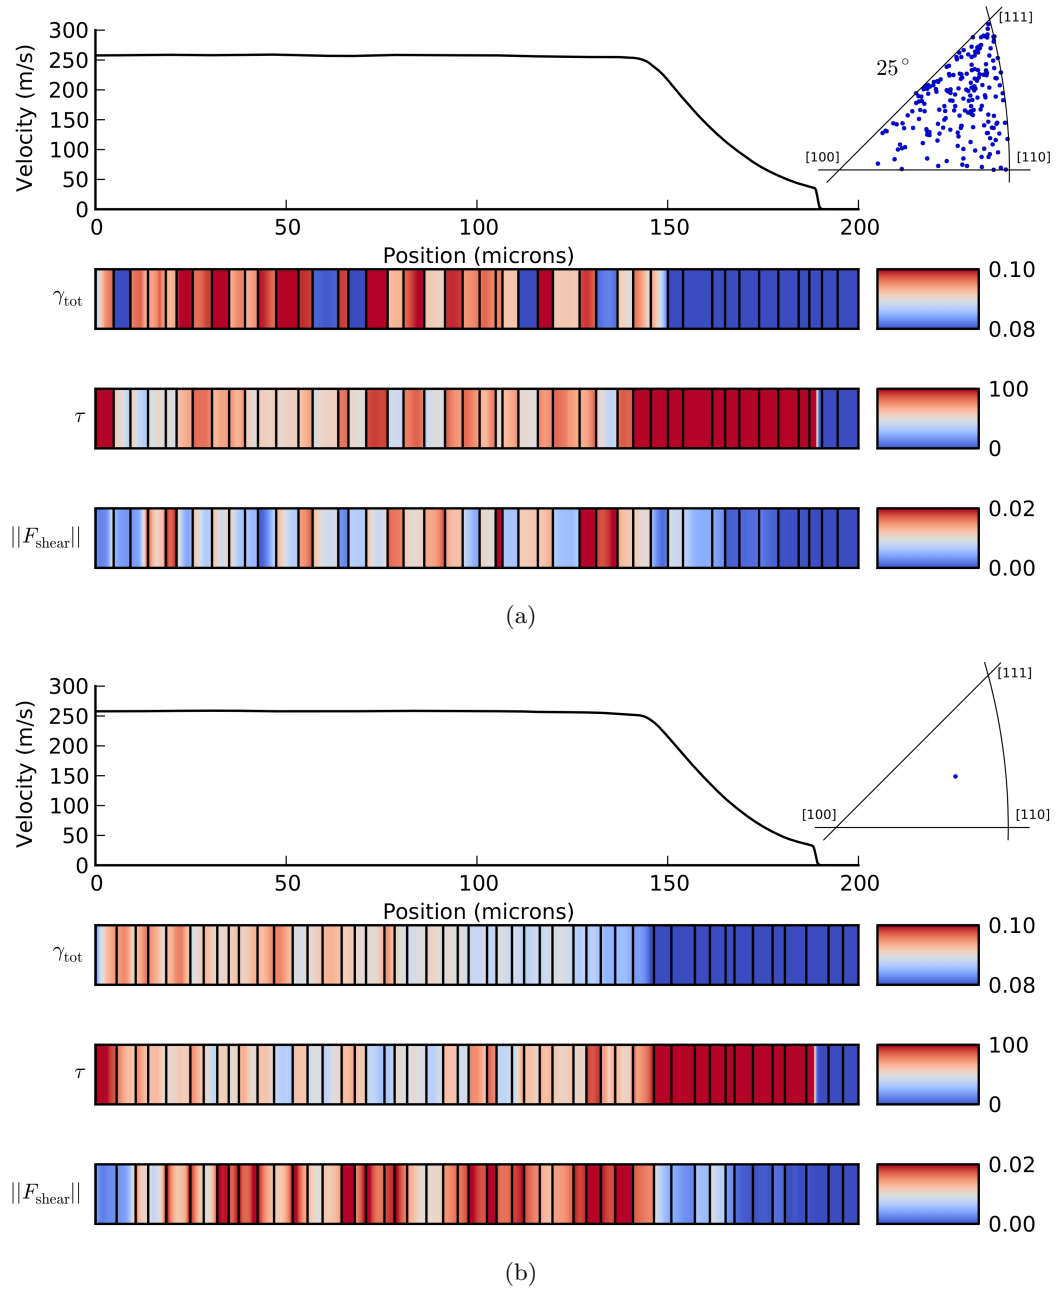 300
250
200
150
100
50
0
Velocity (m/s)
0 50 100 150 200
Position (microns)
[111]
25°
[100] [110]
γtot 0.10
0.08
τ 100
0
||Fshear|| 0.02
0.00
(a)
300
250
200
150
100
50
0
Velocity (m/s)
0 50 100 150 200
Position (microns)
[111]
[100] [110]
γtot 0.10
0.08
τ 100
0
||Fshear|| 0.02
0.00
(b)